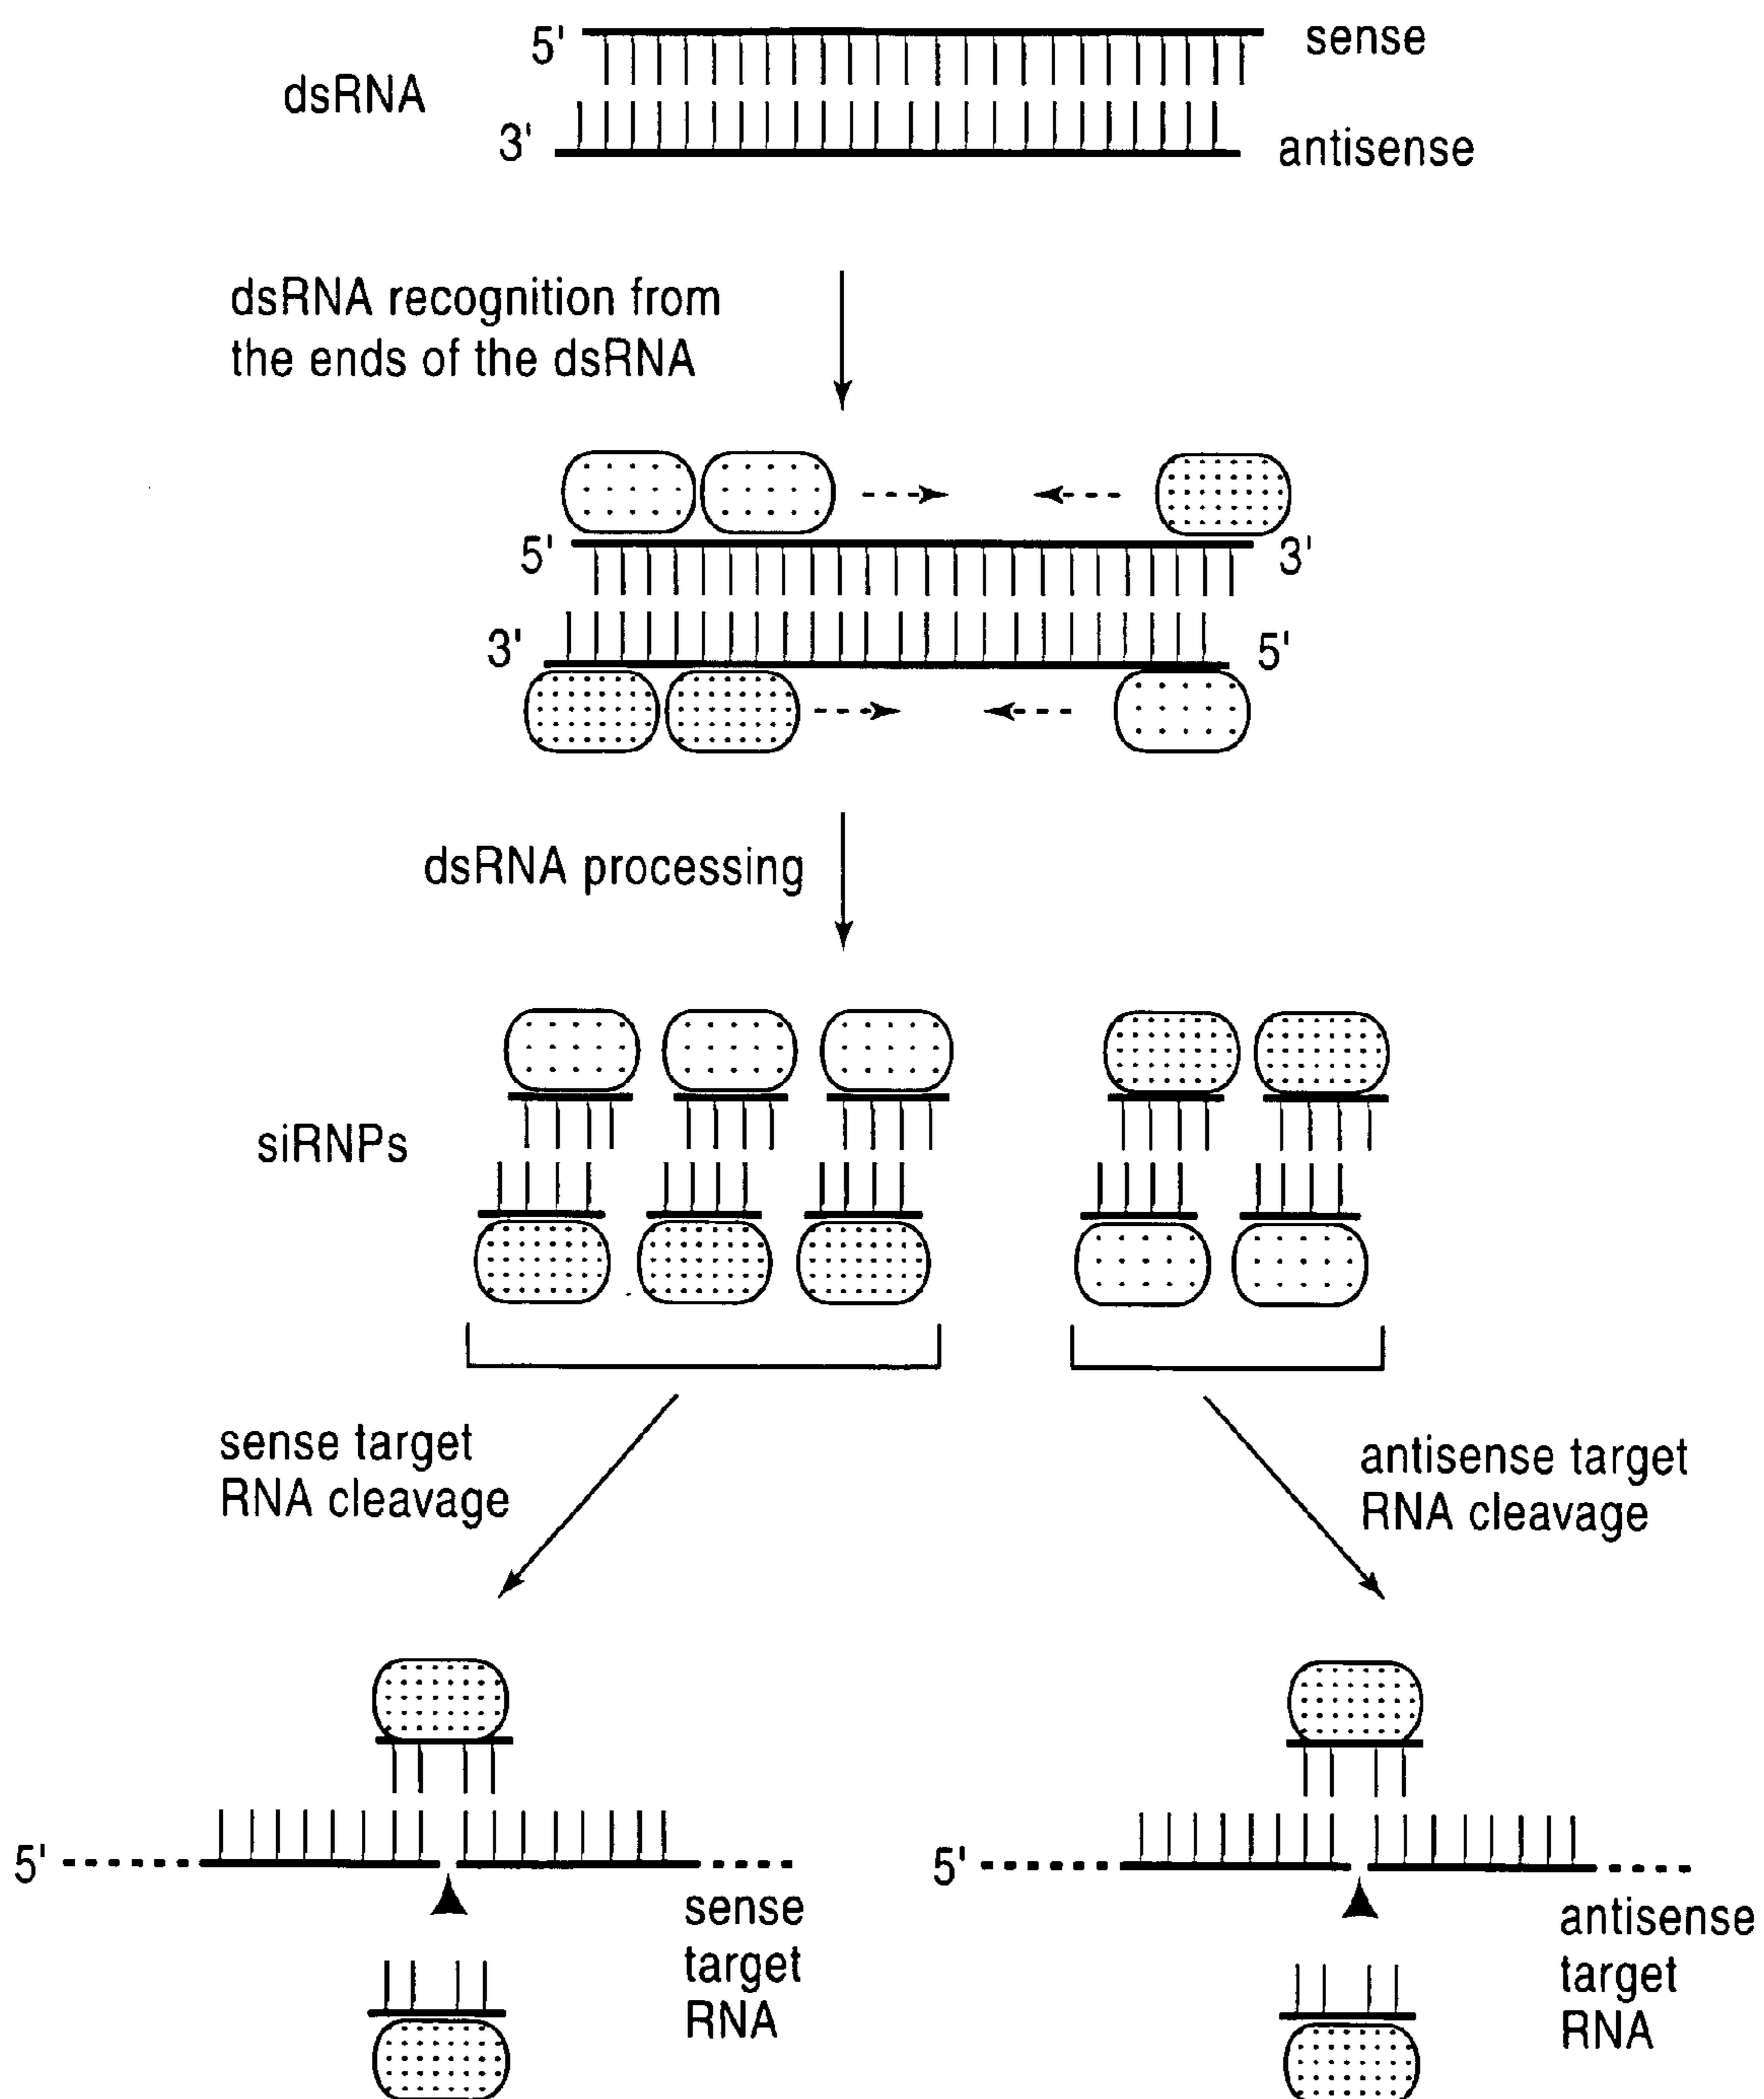 5' sense
dsRNA
3' antisense
dsRNA recognition from
the ends of the dsRNA
5' 3'
3' 5'
dsRNA processing
siRNPs
sense target
RNA cleavage
antisense target
RNA cleavage
5'
sense
target
RNA
5'
antisense
target
RNA